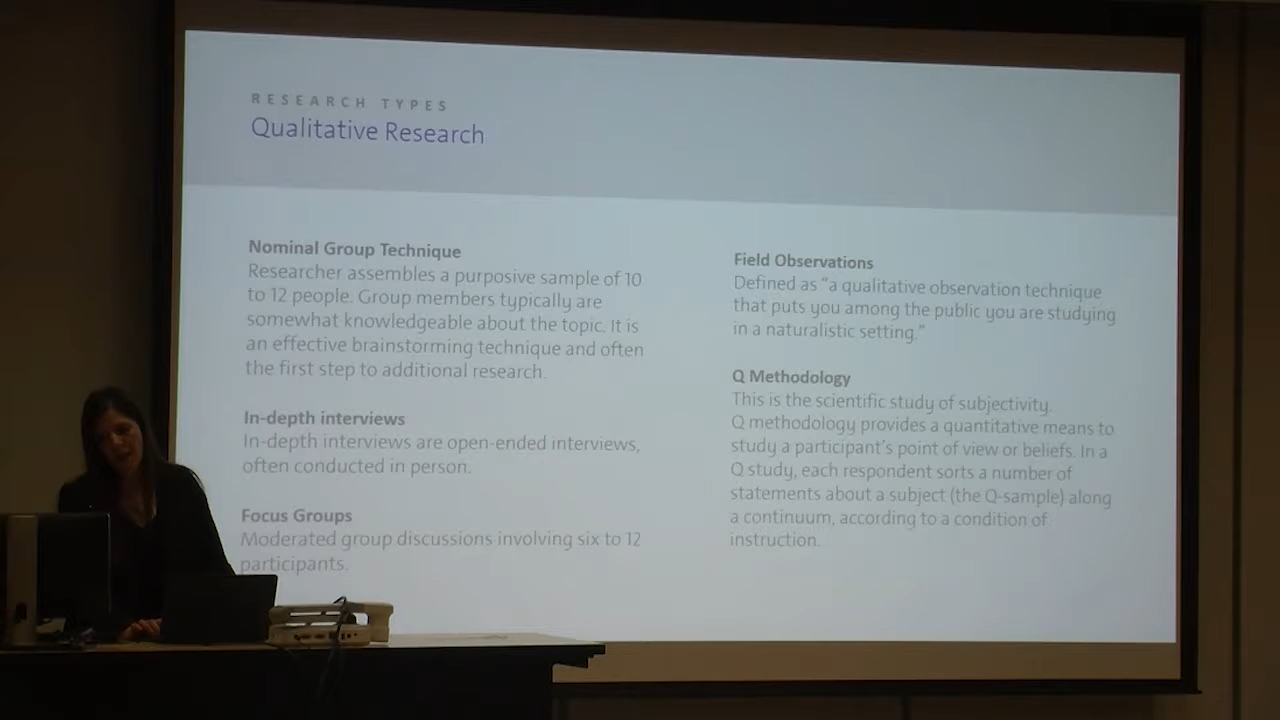 RESEARCH TYPES
Qualitative Research
Nominal Group Technique
Researcher assembles a purposive sample of 10
to 12 people. Group members typically are
somewhat knowledgeable about the topic. It is
an effective brainstorming technique and often
the first step to additional research.
In-depth interviews
In-depth interviews are open-ended interviews,
often conducted in person.
Focus Groups
Moderated group discussions involving six to 12
participants.
Field Observations
Defined as “a qualitative observation technique
that puts you among the public you are studying
in a naturalistic setting.”
Q Methodology
This is the scientific study of subjectivity.
Q methodology provides a quantitative means to
study a participant’s point of view or beliefs. In a
Q study, each respondent sorts a number of
statements about a subject (the Q-sample) along
a continuum, according to a condition of
instruction.